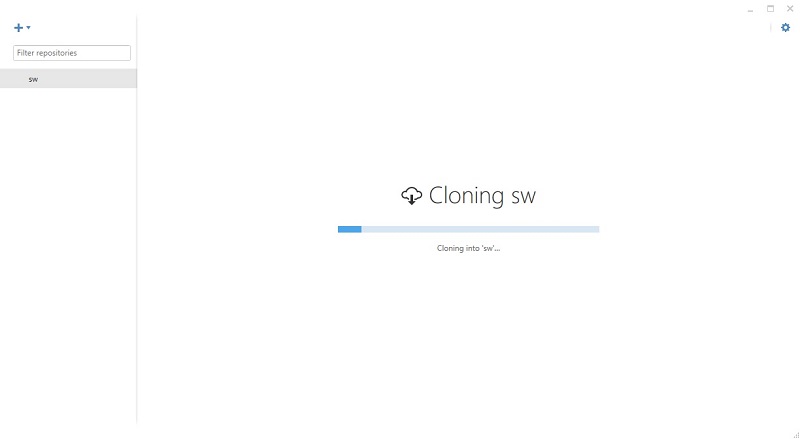 Filter repositories
sw
Cloning sw
Cloning into 'sw'...